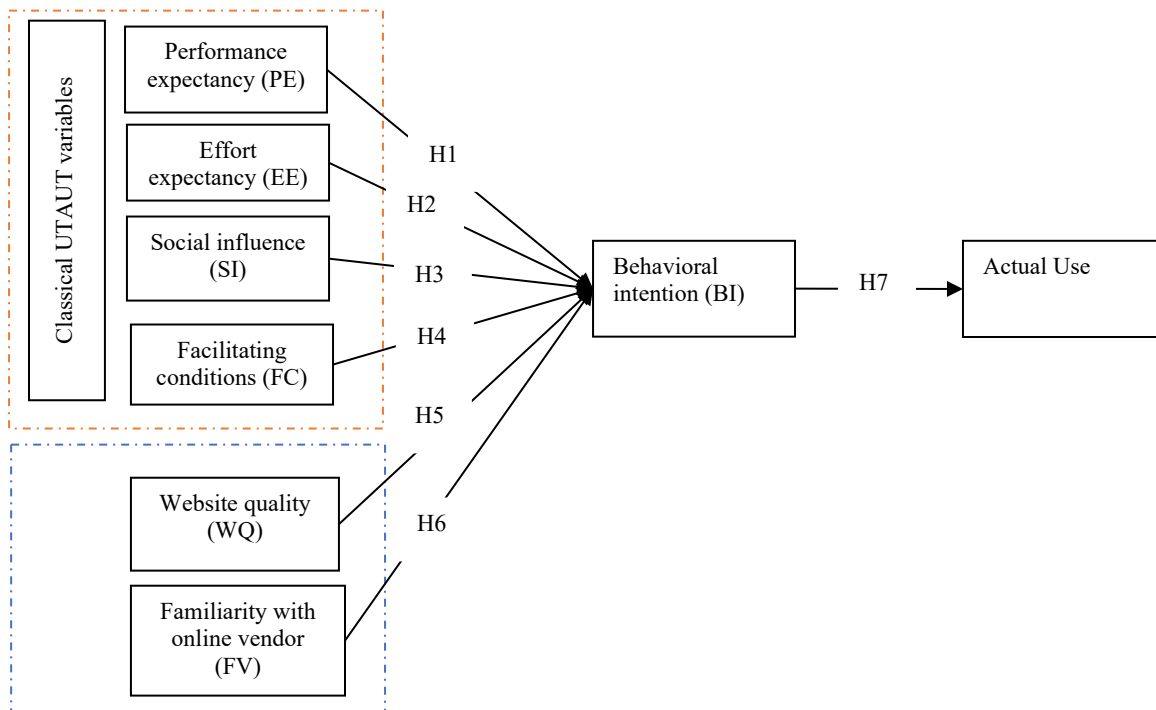 Classical UTAUT variables
Performance
expectancy (PE)
Effort
expectancy (EE)
Social influence
(SI)
Facilitating
conditions (FC)
Website quality
(WQ)
Familiarity with
online vendor
(FV)
H1
H2
H3
H4
H5
H6
Behavioral
intention (BI)
H7
Actual Use